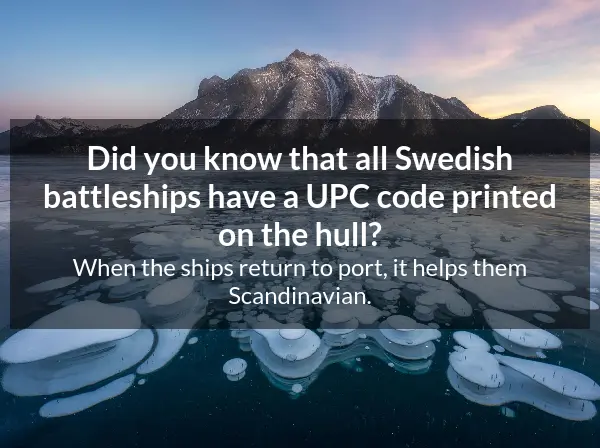 Did you know that all Swedish
battleships have a UPC code printed
on the hull?
When the ships return to port, it helps them
Scandinavian.